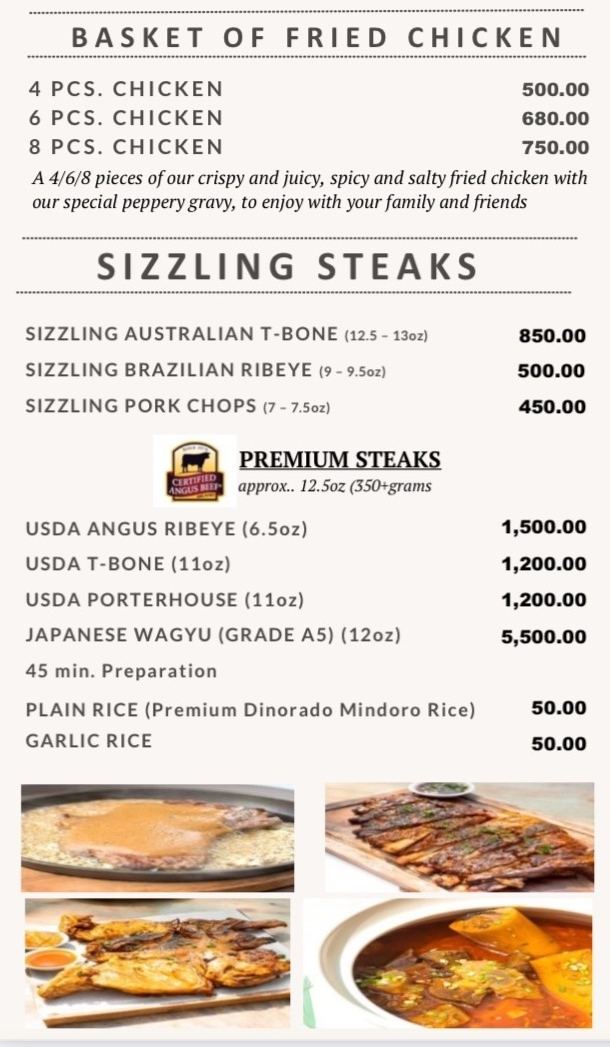 BASKET OF FRIED CHICKEN
4 PCS. CHICKEN 500.00
6 PCS. CHICKEN 680.00
8 PCS. CHICKEN 750.00
A 4/6/8 pieces of our crispy and juicy, spicy and salty fried chicken with
our special peppery gravy, to enjoy with your family and friends
SIZZLING STEAKS
SIZZLING AUSTRALIAN T-BONE (12.5 – 13oz) 850.00
SIZZLING BRAZILIAN RIBEYE (9 – 9.5oz) 500.00
SIZZLING PORK CHOPS (7 – 7.5oz) 450.00
CERTIFIED
ANGUS BEEF
PREMIUM STEAKS
approx.. 12.5oz (350+grams
USDA ANGUS RIBEYE (6.5oz) 1,500.00
USDA T-BONE (11oz) 1,200.00
USDA PORTERHOUSE (11oz) 1,200.00
JAPANESE WAGYU (GRADE A5) (12oz) 5,500.00
45 min. Preparation
PLAIN RICE (Premium Dinorado Mindoro Rice) 50.00
GARLIC RICE 50.00